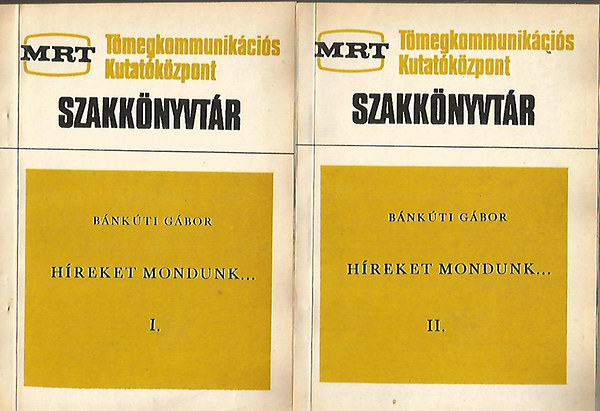 MRT Tömegkommunikációs
Kutatóközpont
SZAKKÖNYVTÁR
BÁNKÚTI GÁBOR
HÍREKET MONDUNK...
I.
MRT Tömegkommunikációs
Kutatóközpont
SZAKKÖNYVTÁR
BÁNKÚTI GÁBOR
HÍREKET MONDUNK...
II.